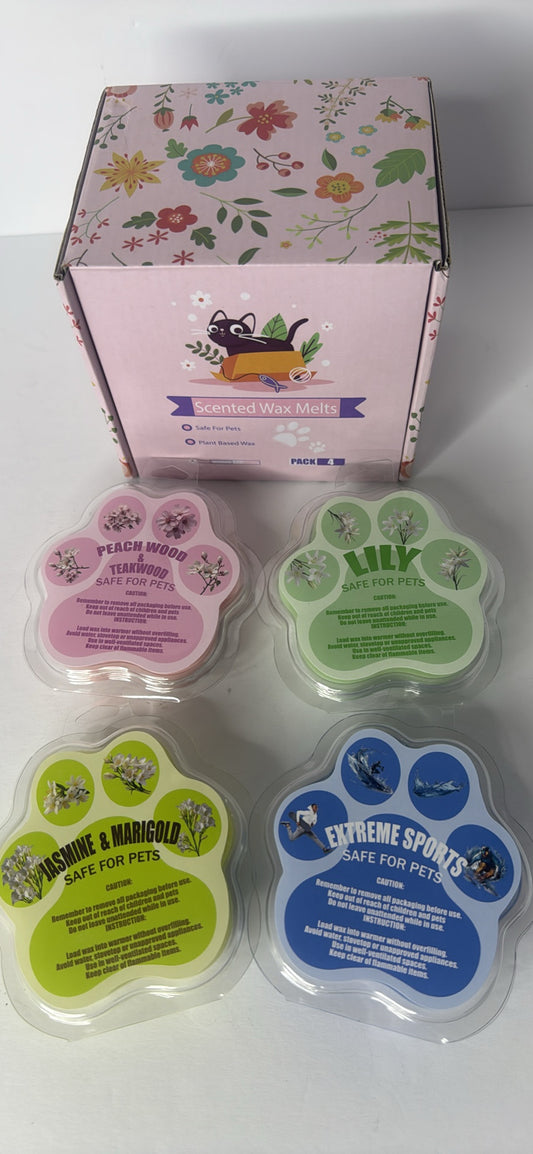 Scented Wax Melts
Safe For Pets
Plant Based Wax
PACK 4
PEACH WOOD
&
TEAKWOOD
SAFE FOR PETS
CAUTION:
Remember to remove all packaging before use.
Keep out of reach of children and pets
Do not leave unattended while in use.
INSTRUCTION:
Load wax into warmer without overfilling.
Avoid water, stovetop or unapproved appliances.
Use in well-ventilated spaces.
Keep clear of flammable items.
LILY
SAFE FOR PETS
CAUTION:
Remember to remove all packaging before use.
Keep out of reach of children and pets
Do not leave unattended while in use.
INSTRUCTION:
Load wax into warmer without overfilling.
Avoid water, stovetop or unapproved appliances.
Use in well-ventilated spaces.
Keep clear of flammable items.
JASMINE & MARIGOLD
SAFE FOR PETS
CAUTION:
Remember to remove all packaging before use.
Keep out of reach of children and pets
Do not leave unattended while in use.
INSTRUCTION:
Load wax into warmer without overfilling.
Avoid water, stovetop or unapproved appliances.
Use in well-ventilated spaces.
Keep clear of flammable items.
EXTREME SPORTS
SAFE FOR PETS
CAUTION:
Remember to remove all packaging before use.
Keep out of reach of children and pets
Do not leave unattended while in use.
INSTRUCTION:
Load wax into warmer without overfilling.
Avoid water, stovetop or unapproved appliances.
Use in well-ventilated spaces.
Keep clear of flammable items.